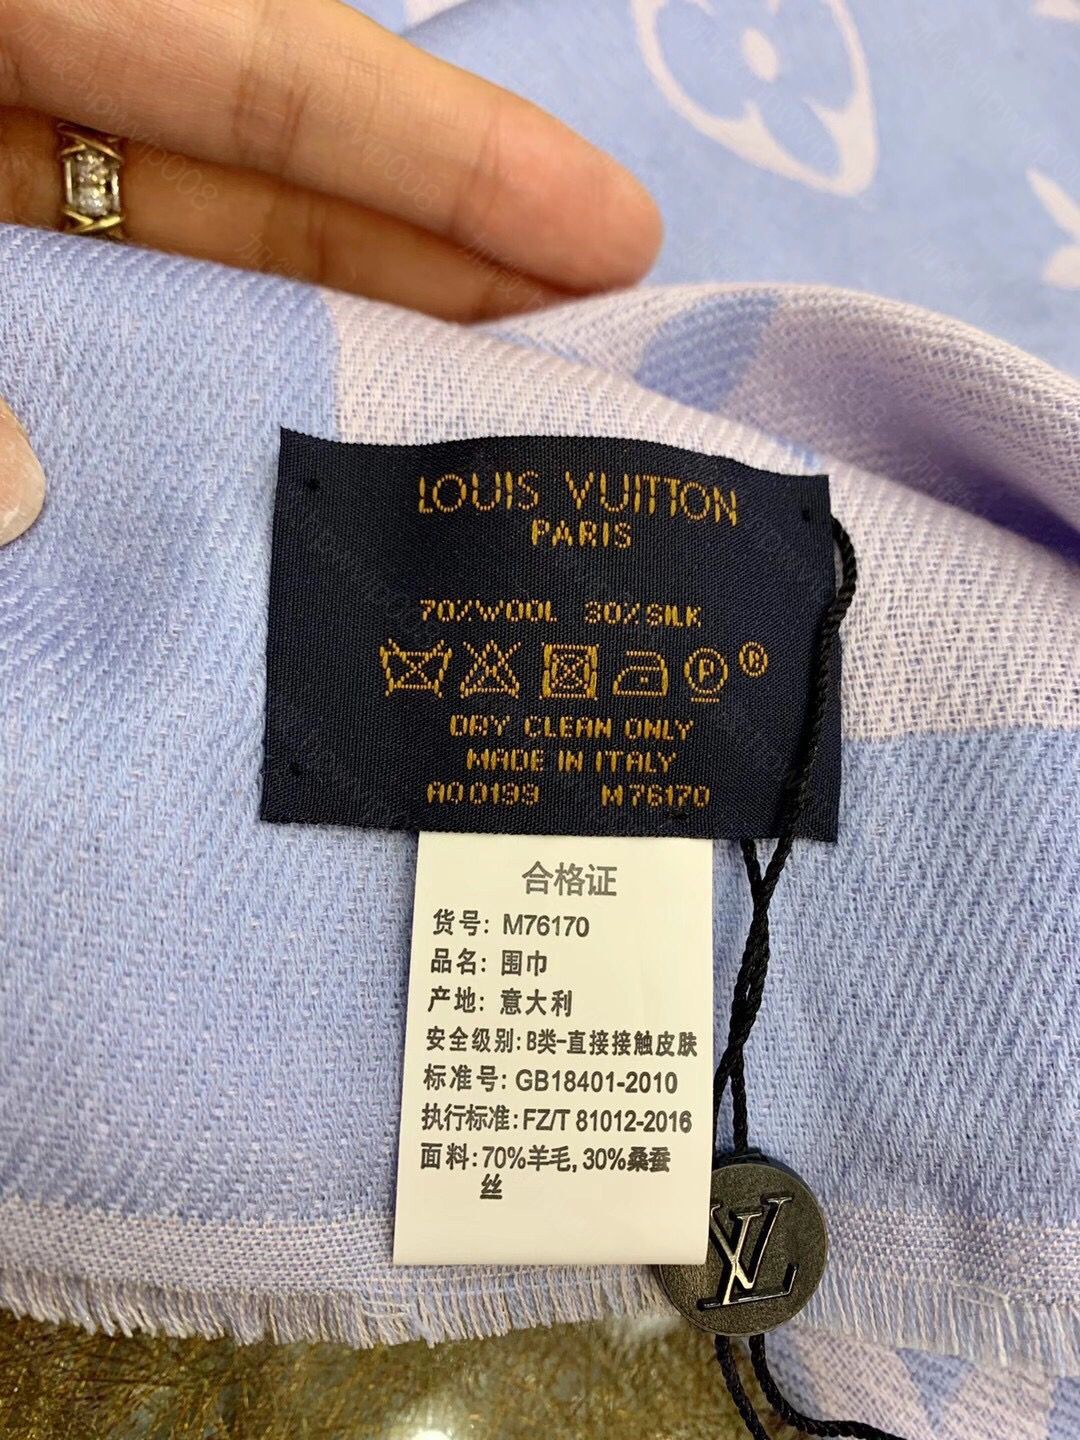 LOUIS VUITTON
PARIS
70%WOOL 30%SILK
P ®
DRY CLEAN ONLY
MADE IN ITALY
A00199 M76170
合格证
货号: M76170
品名: 围巾
产地: 意大利
安全级别: B类-直接接触皮肤
标准号: GB18401-2010
执行标准: FZ/T 81012-2016
面料: 70%羊毛, 30%桑蚕
丝
LV